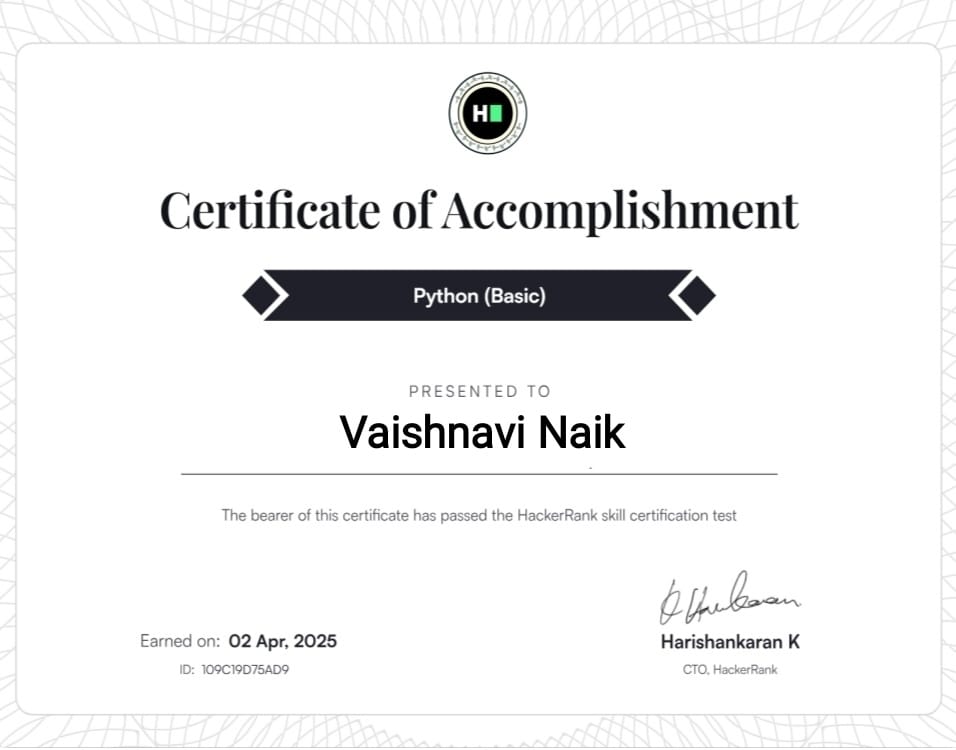 H
Certificate of Accomplishment
Python (Basic)
PRESENTED TO
Vaishnavi Naik
The bearer of this certificate has passed the HackerRank skill certification test
Harishankaran K
Earned on: 02 Apr, 2025
CTO, HackerRank
ID: 109C19D75AD9